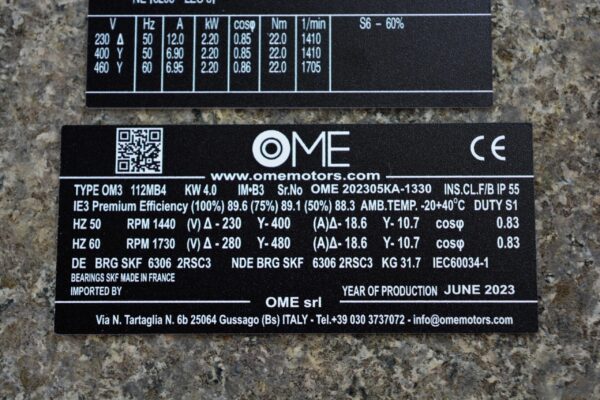 V Hz A kW cosφ Nm 1/min S6 - 60%
230 Δ 50 12.0 2.20 0.85 22.0 1410
400 Y 50 6.90 2.20 0.85 22.0 1410
460 Y 60 6.95 2.20 0.86 22.0 1705
OME CE
www.omemotors.com
TYPE OM3 112MB4 KW 4.0 IM•B3 Sr.No OME 202305KA-1330 INS.CL.F/B IP 55
IE3 Premium Efficiency (100%) 89.6 (75%) 89.1 (50%) 88.3 AMB.TEMP. -20+40°C DUTY S1
HZ 50 RPM 1440 (V) Δ - 230 Y- 400 (A)Δ- 18.6 Y- 10.7 cosφ 0.83
HZ 60 RPM 1730 (V) Δ - 280 Y- 480 (A)Δ- 18.6 Y- 10.7 cosφ 0.83
DE BRG SKF 6306 2RSC3 NDE BRG SKF 6306 2RSC3 KG 31.7 IEC60034-1
BEARINGS SKF MADE IN FRANCE
IMPORTED BY YEAR OF PRODUCTION JUNE 2023
OME srl
Via N. Tartaglia N. 6b 25064 Gussago (Bs) ITALY - Tel.+39 030 3737072 - info@omemotors.com